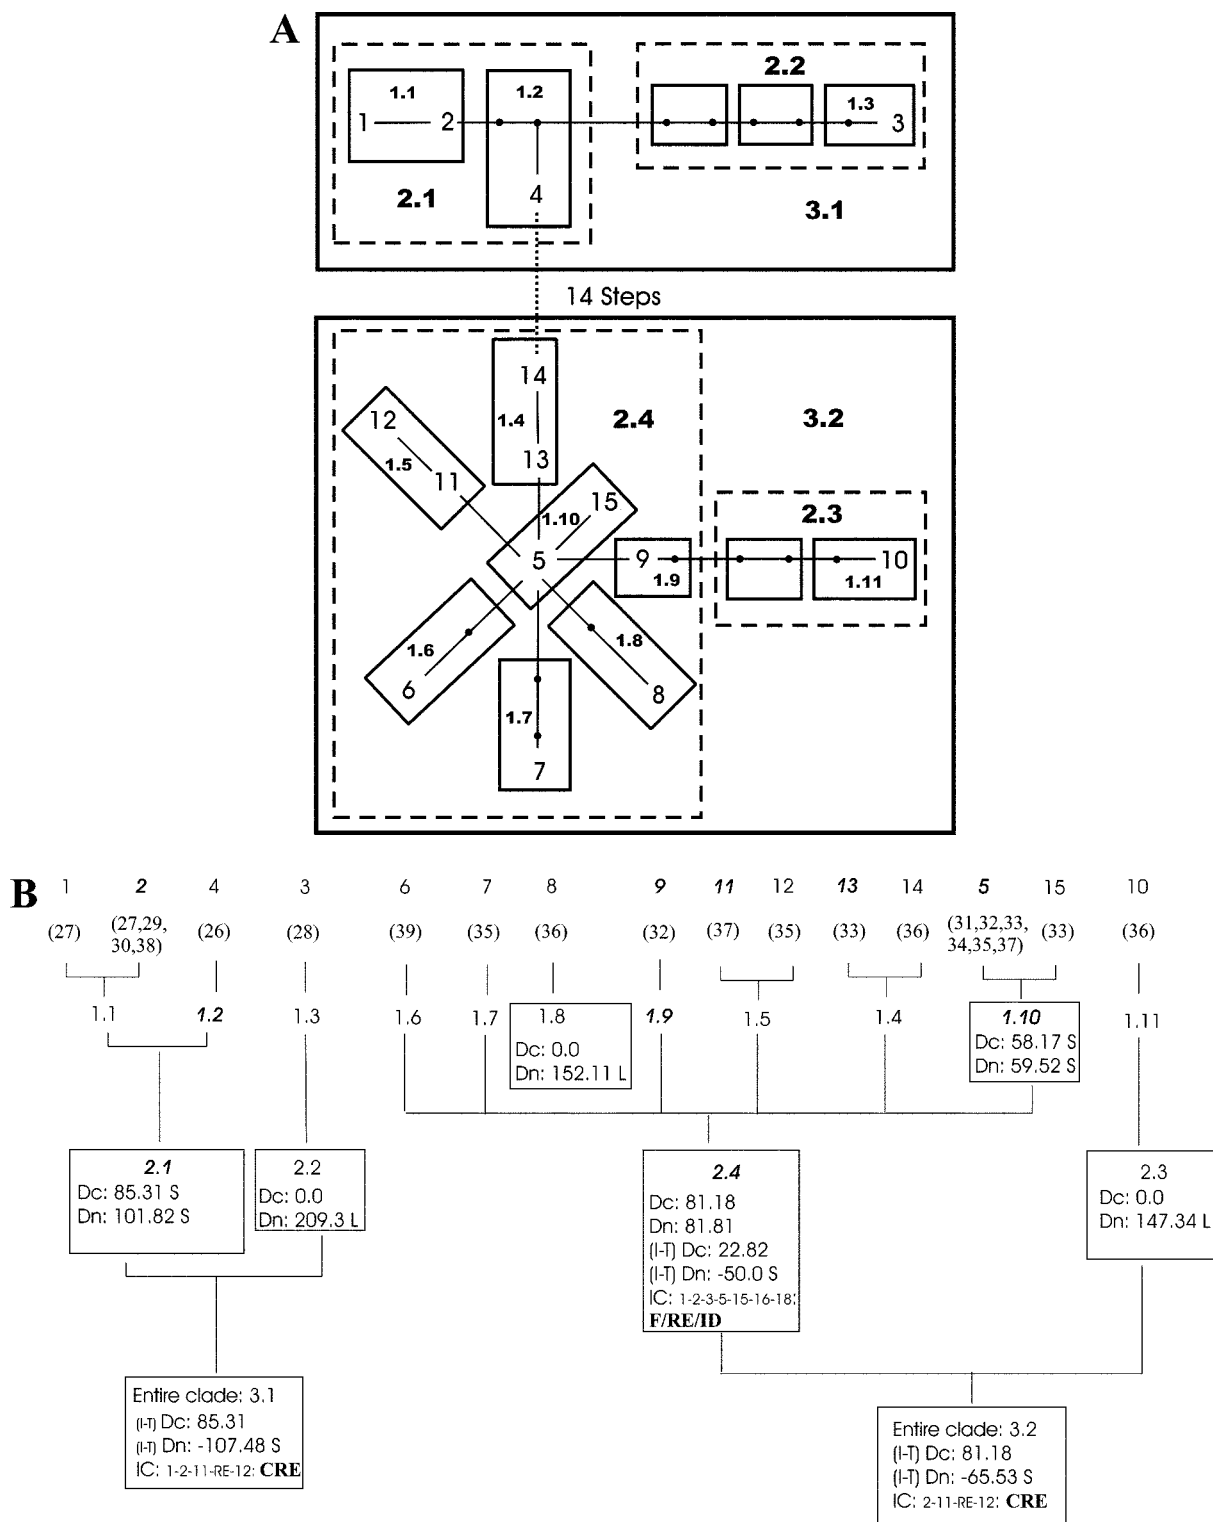 A
2.2
1.1
1.2
1.3
1
2
3
4
2.1
3.1
14 Steps
14
12
1.4
2.4
3.2
13
1.5
11
15
1.10
2.3
5
9
10
1.9
1.11
1.6
1.8
6
8
1.7
7
B
1 2 4 3 6 7 8 9 11 12 13 14 5 15 10
(27) (27,29, (26) (28) (39) (35) (36) (32) (37) (35) (33) (36) (31,32,33, (33) (36)
30,38) 34,35,37)
1.1 1.2 1.3 1.6 1.7 1.8 1.9 1.5 1.4 1.10 1.11
Dc: 0.0
Dn: 152.11 L
Dc: 58.17 S
Dn: 59.52 S
2.1
Dc: 85.31 S
Dn: 101.82 S
2.2
Dc: 0.0
Dn: 209.3 L
2.4
Dc: 81.18
Dn: 81.81
(I-T) Dc: 22.82
(I-T) Dn: -50.0 S
IC: 1-2-3-5-15-16-18:
F/RE/ID
2.3
Dc: 0.0
Dn: 147.34 L
Entire clade: 3.1
(I-T) Dc: 85.31
(I-T) Dn: -107.48 S
IC: 1-2-11-RE-12: CRE
Entire clade: 3.2
(I-T) Dc: 81.18
(I-T) Dn: -65.53 S
IC: 2-11-RE-12: CRE